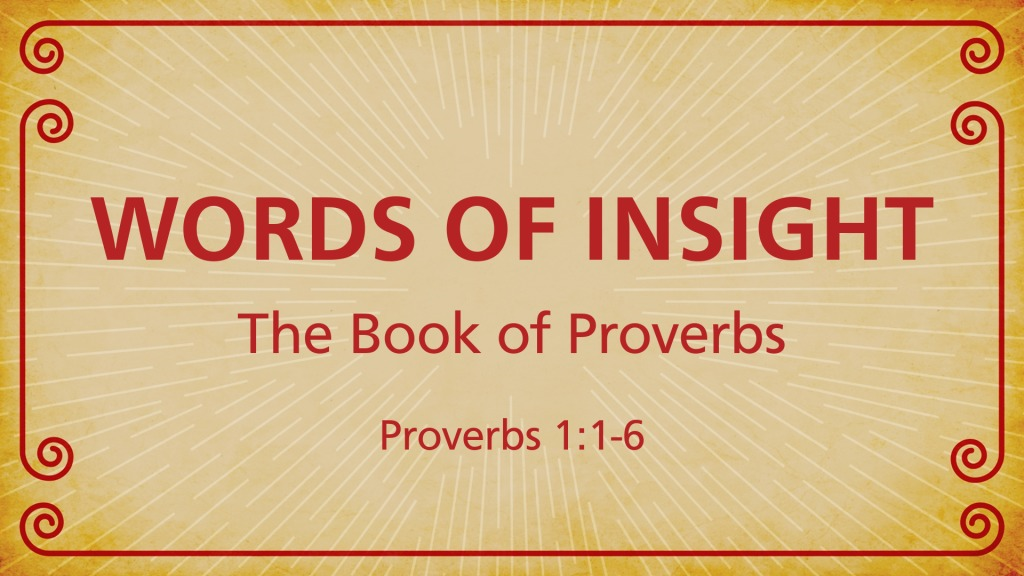 WORDS OF INSIGHT
The Book of Proverbs
Proverbs 1:1-6